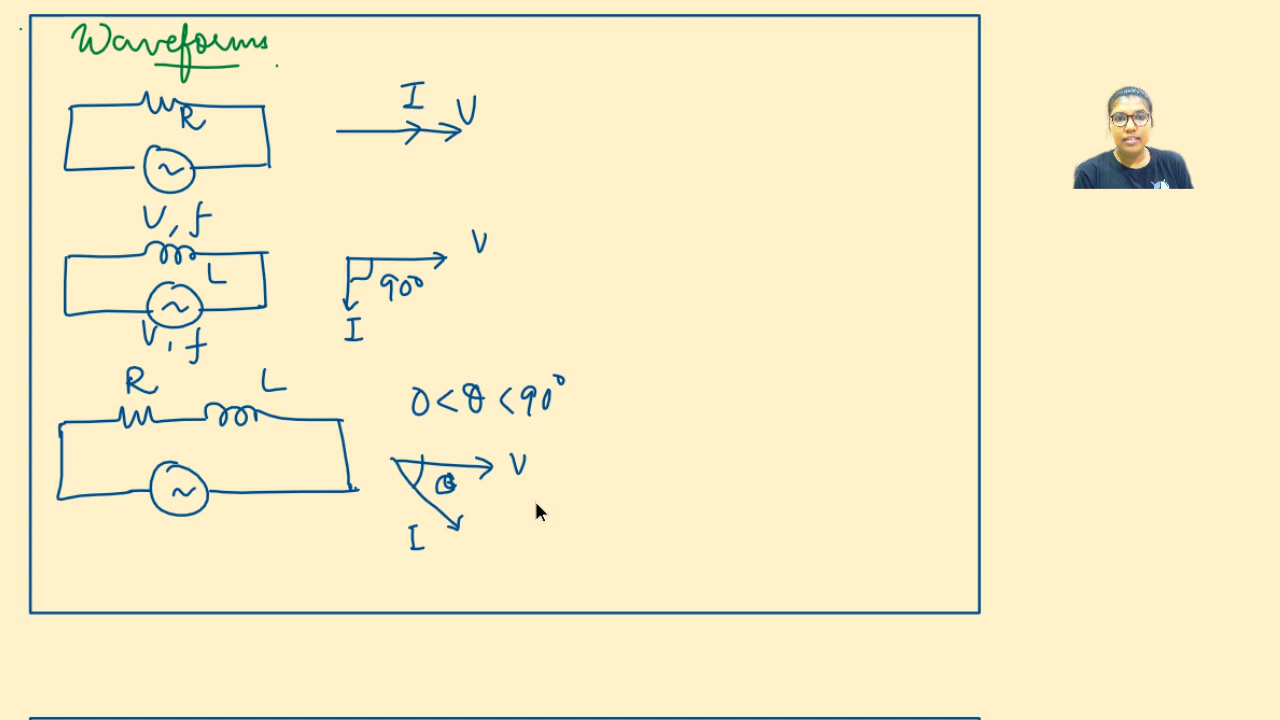 Waveforms
R
I V
V, f
L
V
90°
I
V, f
R L
0 < θ < 90°
V
θ
I